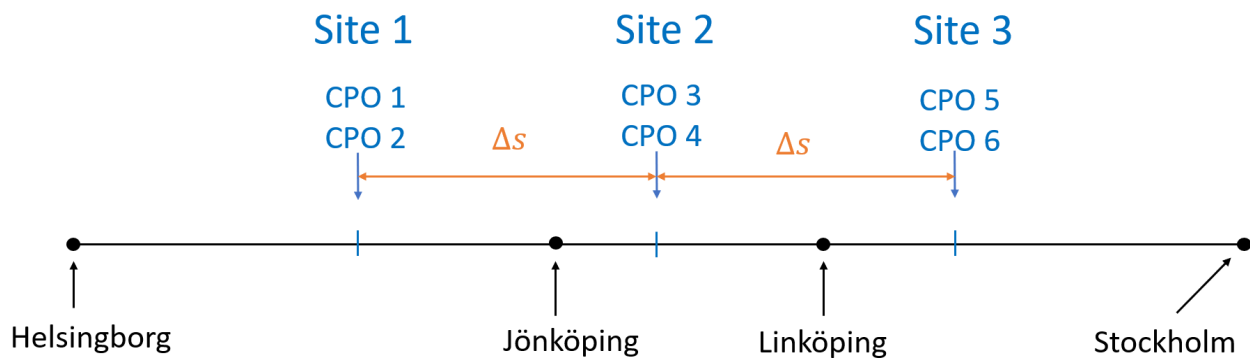 Site 1
Site 2
Site 3
CPO 1
CPO 3
CPO 5
CPO 2
CPO 4
CPO 6
Δs
Δs
Helsingborg
Jönköping
Linköping
Stockholm